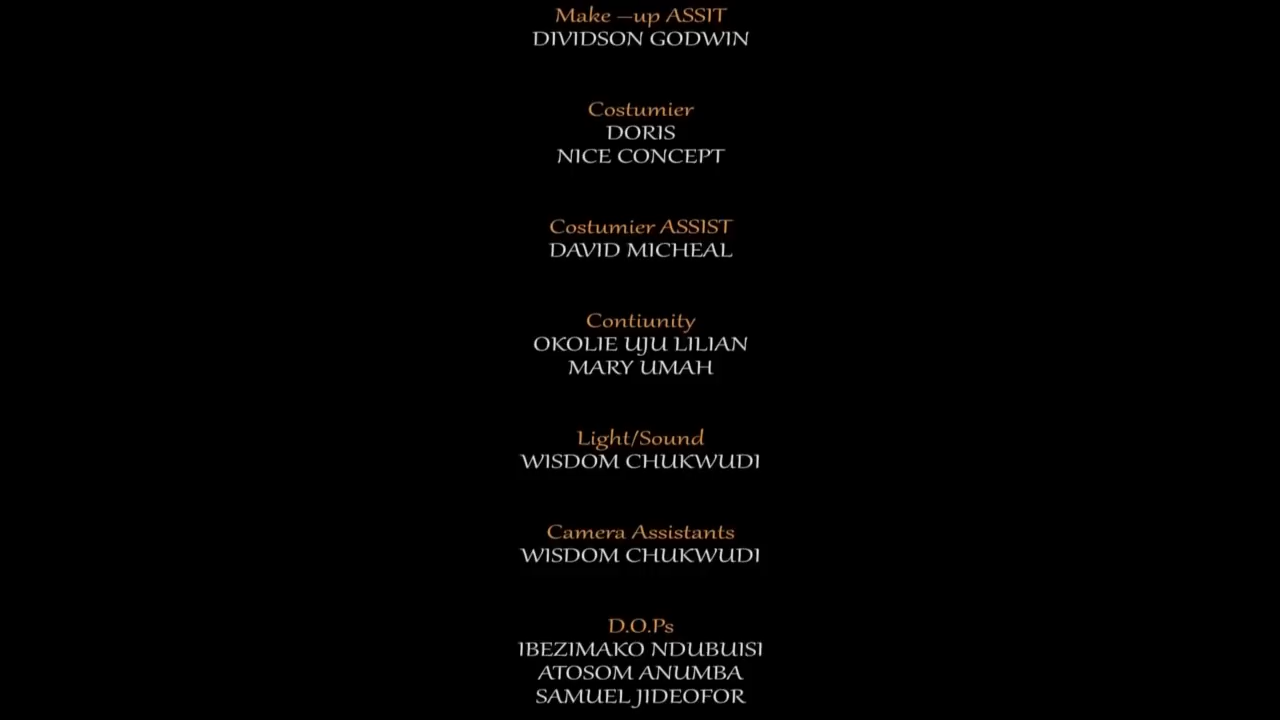 Make –up ASSIT
DIVIDSON GODWIN
Costumier
DORIS
NICE CONCEPT
Costumier ASSIST
DAVID MICHEAL
Contiunity
OKOLIE UJU LILIAN
MARY UMAH
Light/Sound
WISDOM CHUKWUDI
Camera Assistants
WISDOM CHUKWUDI
D.O.Ps
IBEZIMAKO NDUBUISI
ATOSOM ANUMBA
SAMUEL JIDEOFOR